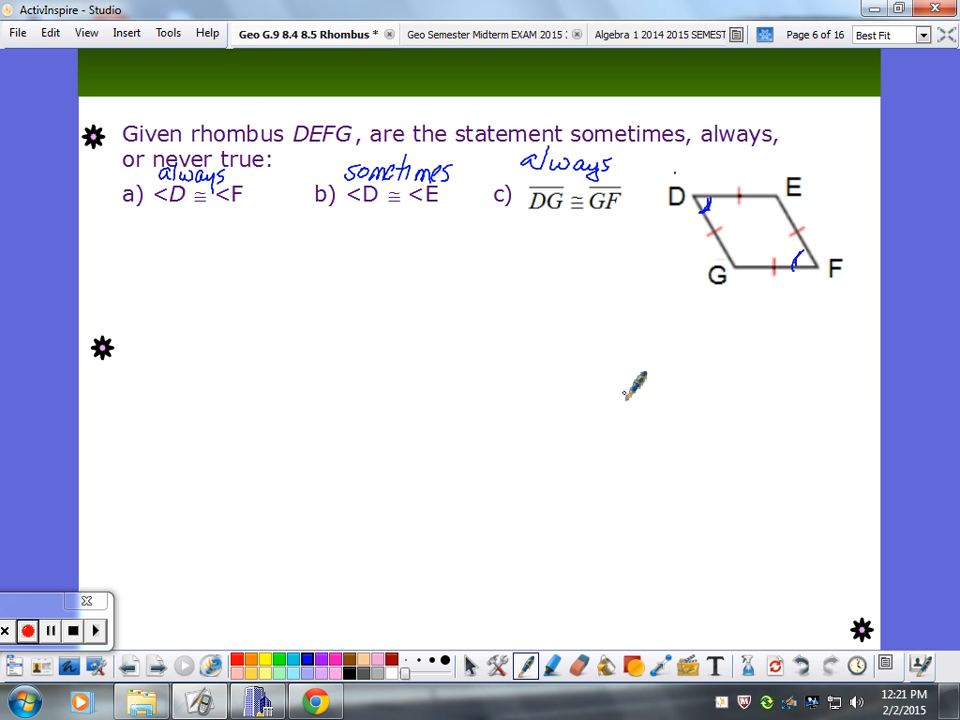 ActivInspire - Studio
File Edit View Insert Tools Help
Geo G.9 8.4 8.5 Rhombus *
Geo Semester Midterm EXAM 2015
Algebra 1 2014 2015 SEMEST
Page 6 of 16
Best Fit
Given rhombus DEFG, are the statement sometimes, always,
or never true:
always sometimes always
a) <D ≅ <F b) <D ≅ <E c) DG ≅ GF
D E
G F
T
12:21 PM
2/2/2015